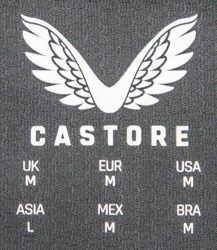 CASTORE
UK EUR USA
M M M
ASIA MEX BRA
L M M